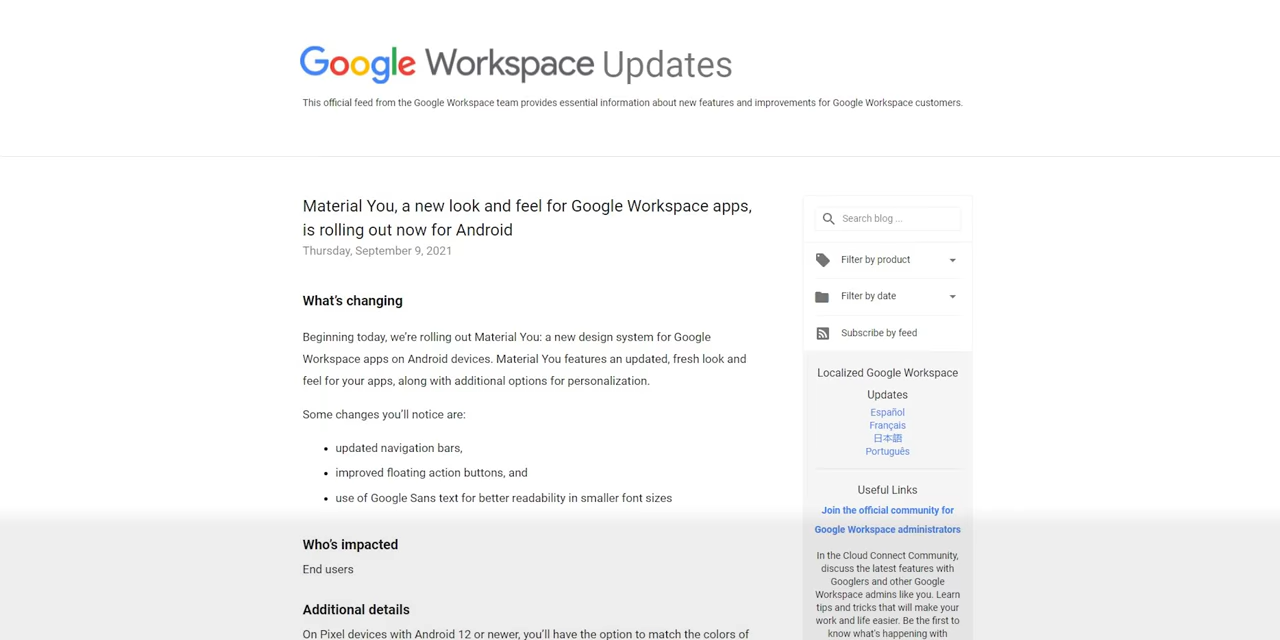 Google Workspace Updates
This official feed from the Google Workspace team provides essential information about new features and improvements for Google Workspace customers.
Material You, a new look and feel for Google Workspace apps,
is rolling out now for Android
Thursday, September 9, 2021
What's changing
Beginning today, we're rolling out Material You: a new design system for Google
Workspace apps on Android devices. Material You features an updated, fresh look and
feel for your apps, along with additional options for personalization.
Some changes you'll notice are:
• updated navigation bars,
• improved floating action buttons, and
• use of Google Sans text for better readability in smaller font sizes
Who's impacted
End users
Additional details
On Pixel devices with Android 12 or newer, you'll have the option to match the colors of
Search blog ...
Filter by product
Filter by date
Subscribe by feed
Localized Google Workspace
Updates
Español
Français
日本語
Português
Useful Links
Join the official community for
Google Workspace administrators
In the Cloud Connect Community,
discuss the latest features with
Googlers and other Google
Workspace admins like you. Learn
tips and tricks that will make your
work and life easier. Be the first to
know what's happening with